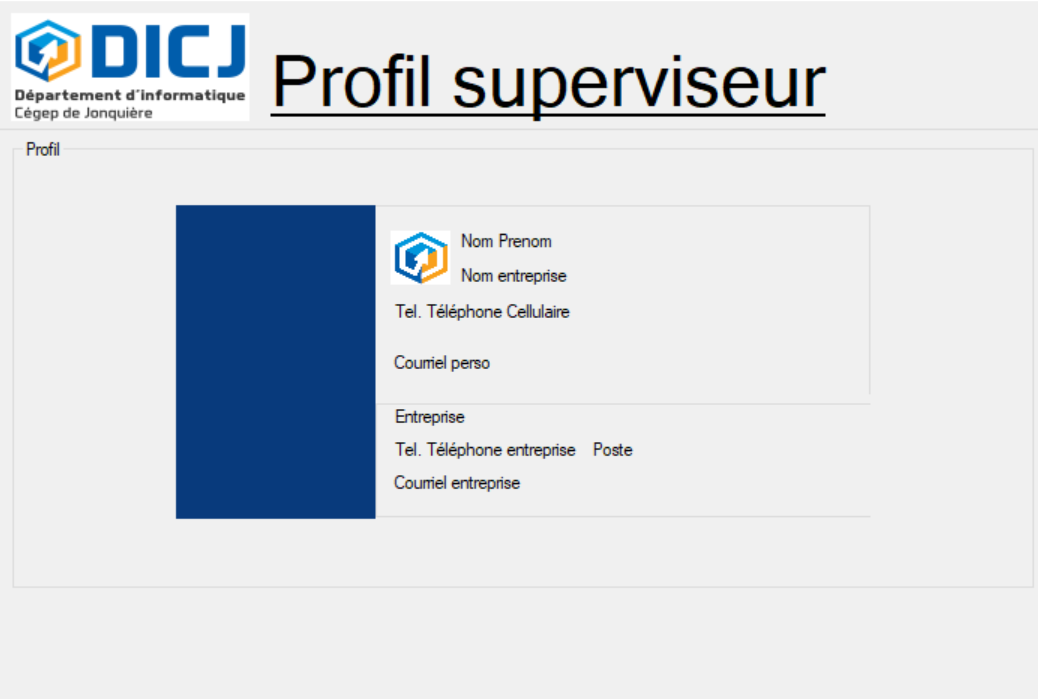 DICJ
Département d'informatique
Cégep de Jonquière
Profil superviseur
Profil
Nom Prenom
Nom entreprise
Tel. Téléphone Cellulaire
Courriel perso
Entreprise
Tel. Téléphone entreprise Poste
Courriel entreprise